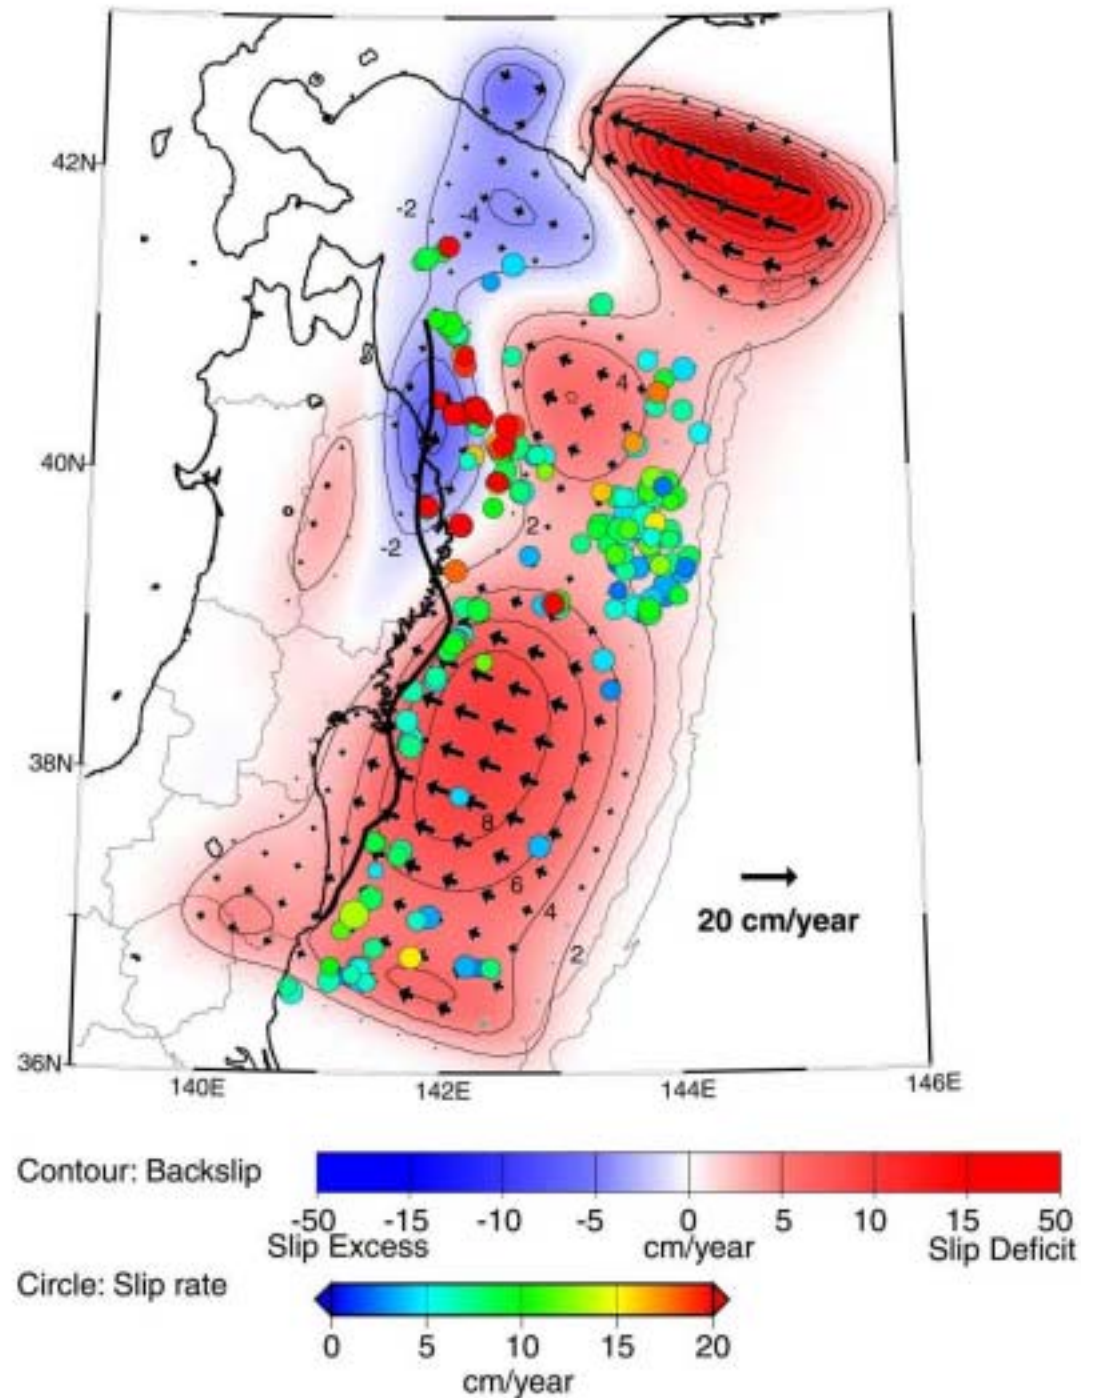 42N
-2
-4
4
40N
2
-2
38N
8
6
4
2
20 cm/year
36N
140E
142E
144E
146E
Contour: Backslip
-50 -15 -10 -5 0 5 10 15 50
Slip Excess cm/year Slip Deficit
Circle: Slip rate
0 5 10 15 20
cm/year